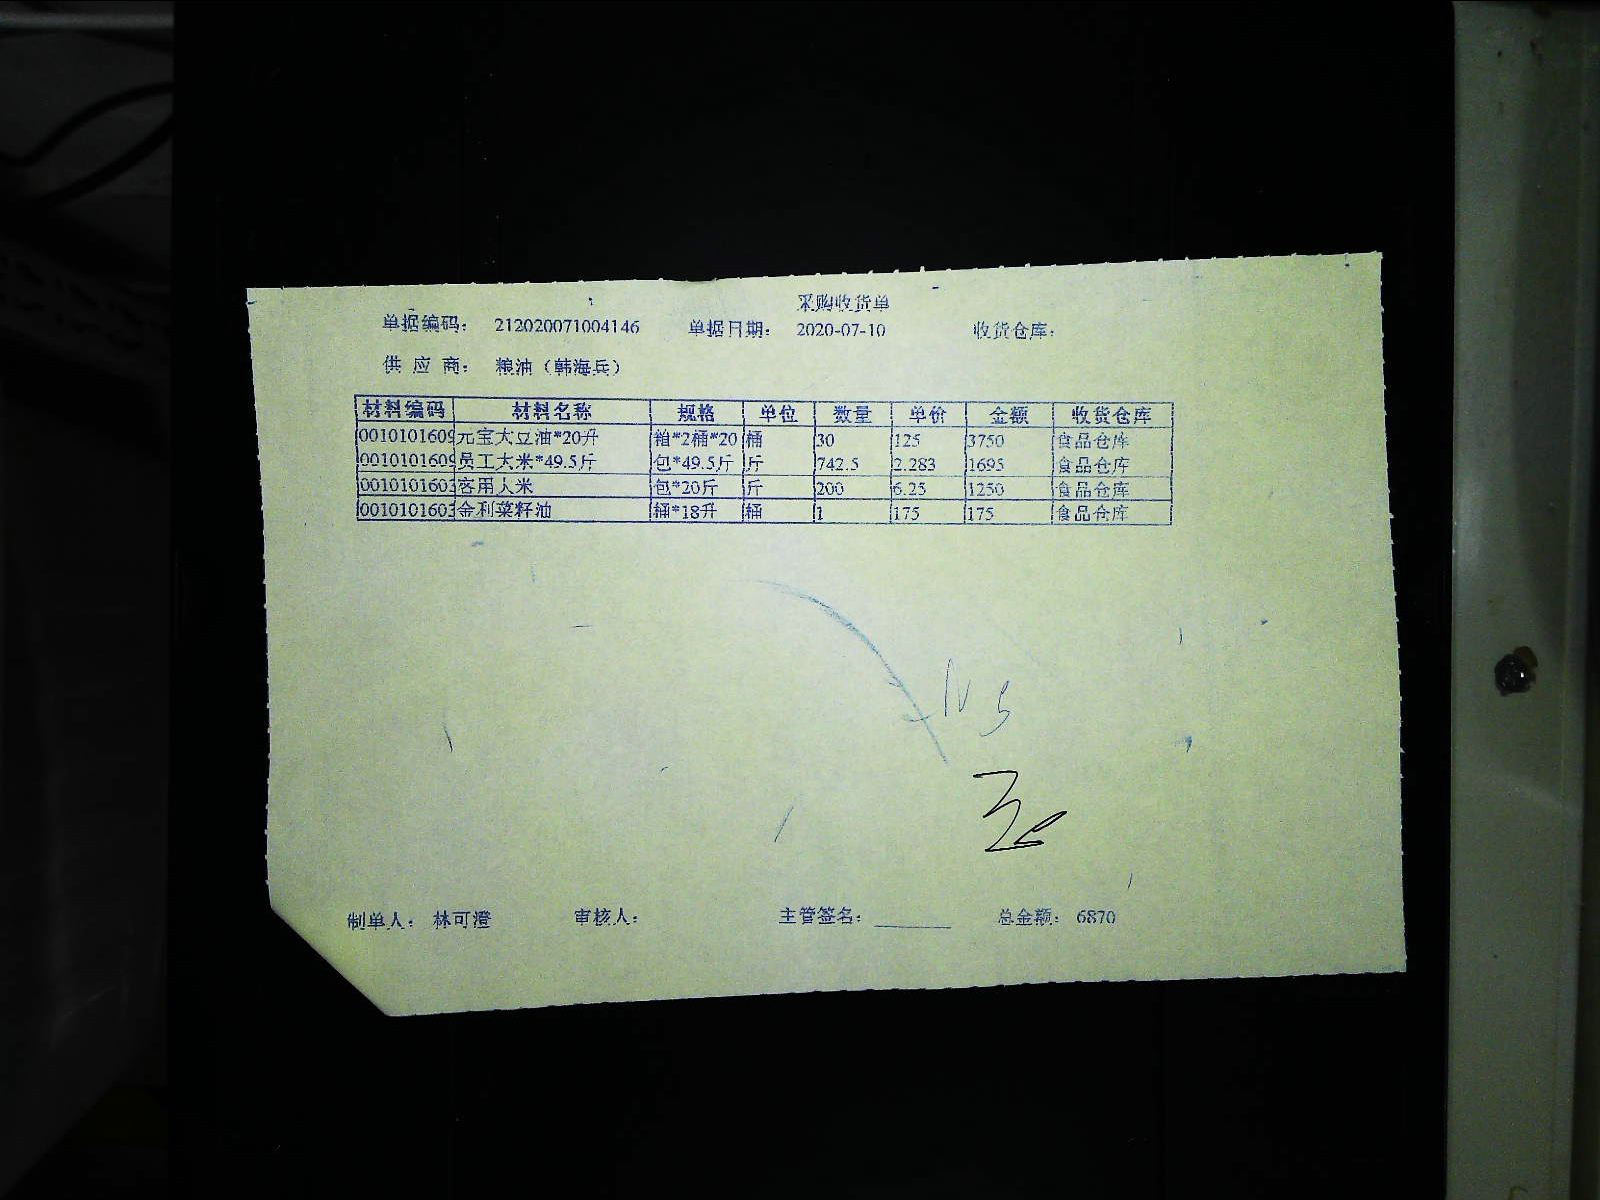 采购收货单
单据编码： 212020071004146 单据日期： 2020-07-10 收货仓库：
供 应 商： 粮油（韩海兵）
材料编码 材料名称 规格 单位 数量 单价 金额 收货仓库
0010101609 元宝大豆油*20升 箱*2桶*20 桶 30 125 3750 食品仓库
0010101609 员工大米*49.5斤 包*49.5斤 斤 742.5 2.283 1695 食品仓库
0010101603 客用大米 包*20斤 斤 200 6.25 1250 食品仓库
0010101603 金利菜籽油 桶*18升 桶 1 175 175 食品仓库
制单人： 林可澄 审核人： 主管签名： 总金额： 6870